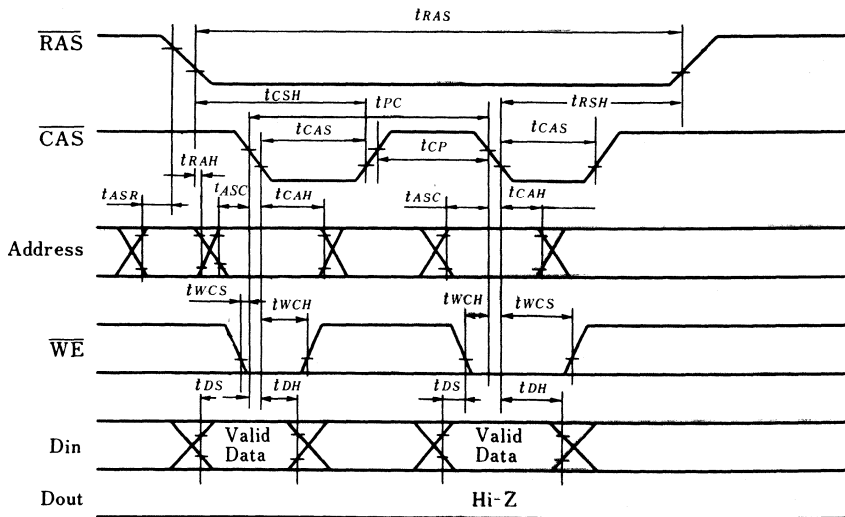 tRAS
RAS
tCSH
tPC
tRSH
CAS
tCAS
tCP
tCAS
tRAH
tASR
tASC
tCAH
tASC
tCAH
Address
tWCS
tWCH
tWCH
tWCS
WE
tDS
tDH
tDS
tDH
Din
Valid
Data
Valid
Data
Dout
Hi-Z